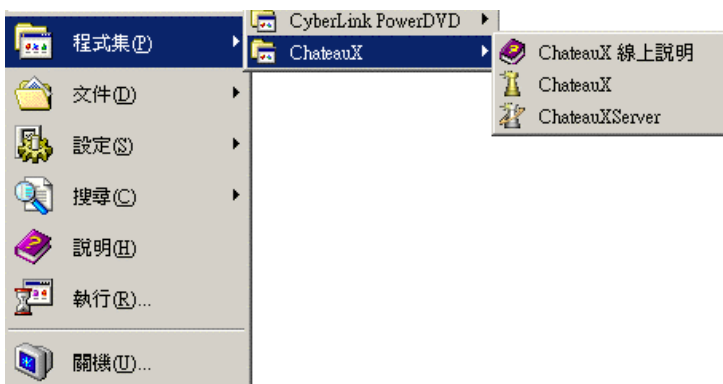 程式集(P)
文件(D)
設定(S)
搜尋(C)
說明(H)
執行(R)...
關機(U)...
CyberLink PowerDVD
ChateauX
ChateauX 線上說明
ChateauX
ChateauXServer